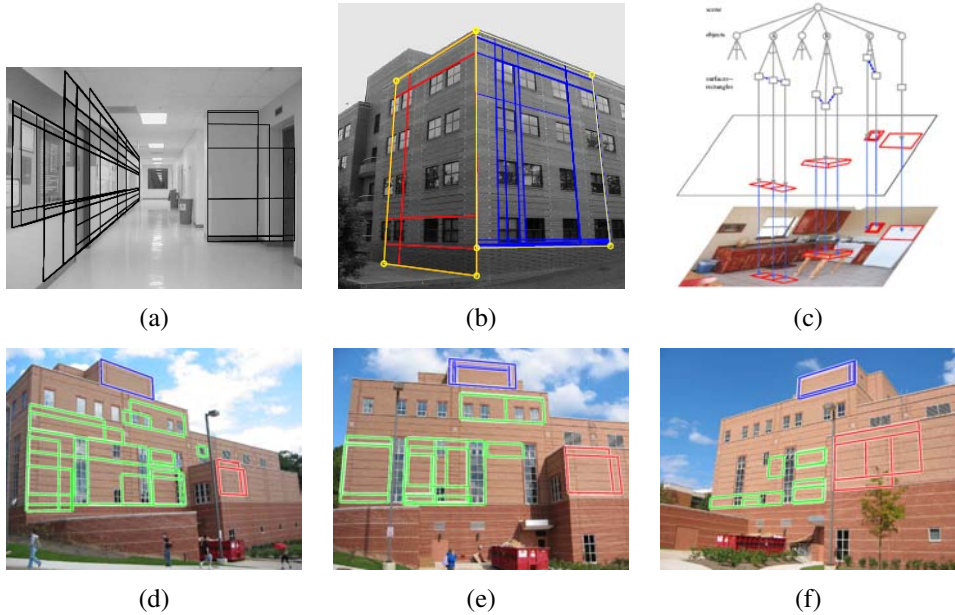 scene
objects
surfaces--
rectangles
(a)
(b)
(c)
(d)
(e)
(f)